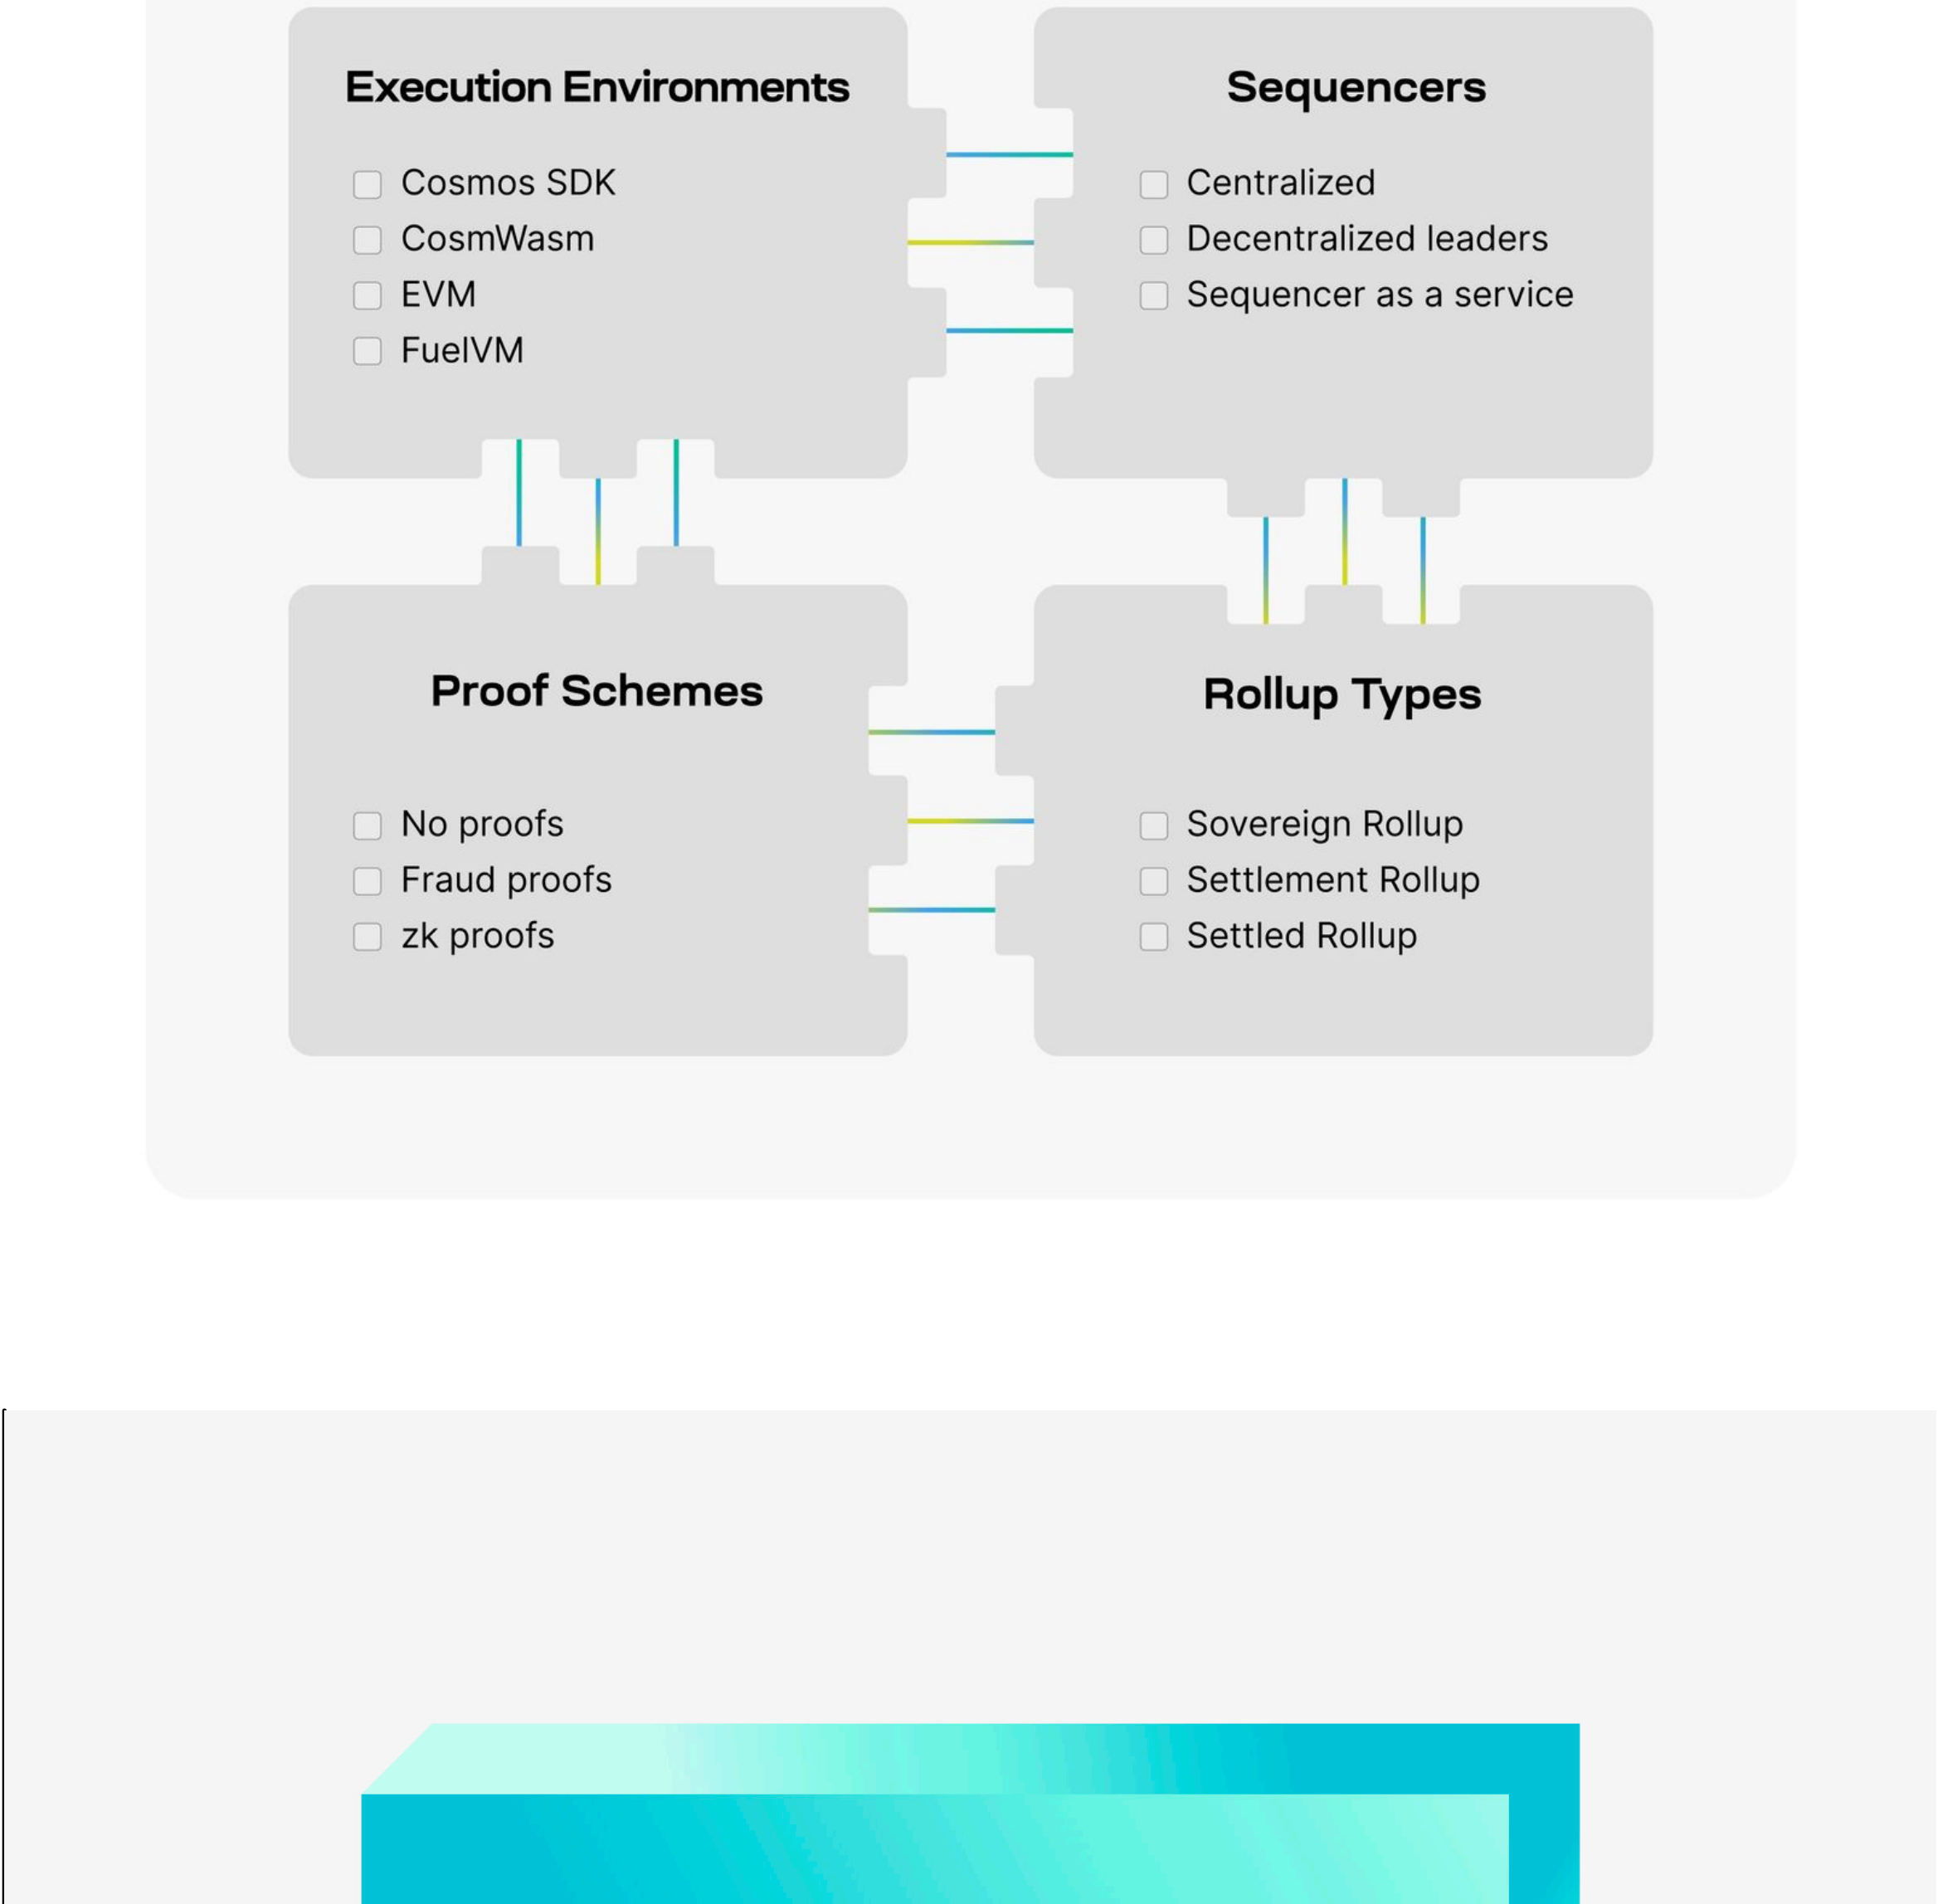 Execution Environments
Cosmos SDK
CosmWasm
EVM
FuelVM
Sequencers
Centralized
Decentralized leaders
Sequencer as a service
Proof Schemes
No proofs
Fraud proofs
zk proofs
Rollup Types
Sovereign Rollup
Settlement Rollup
Settled Rollup